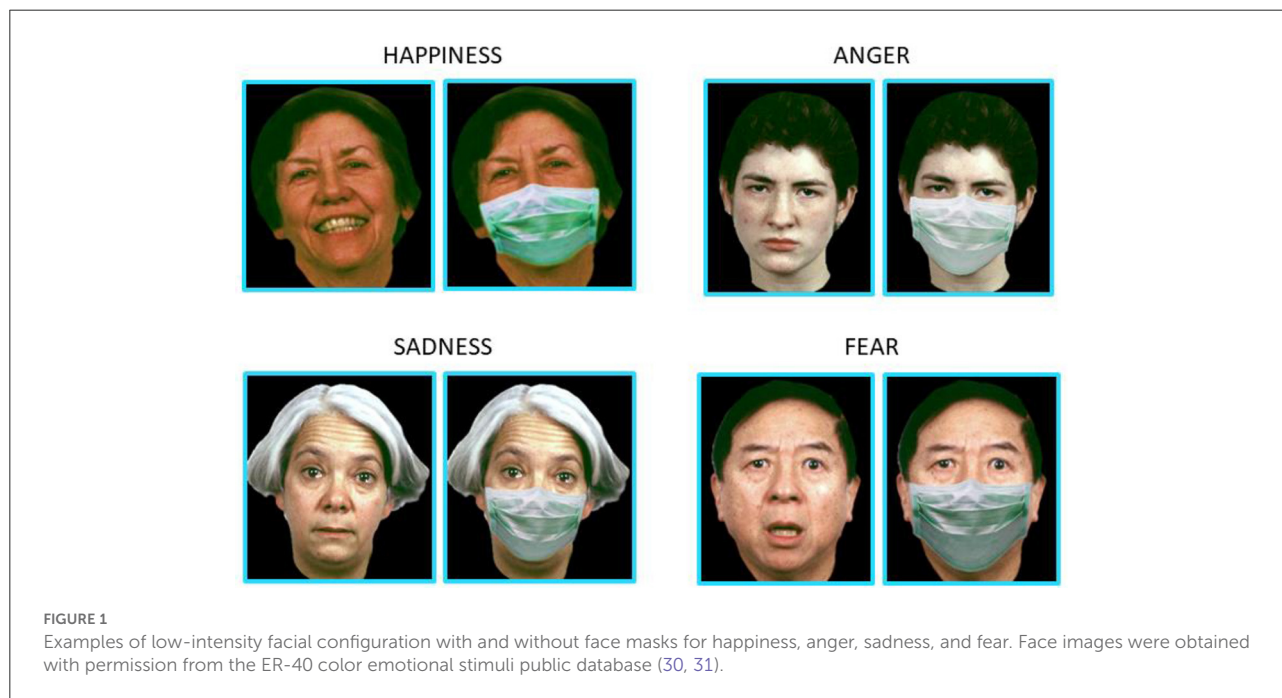 HAPPINESS
ANGER
SADNESS
FEAR
FIGURE 1
Examples of low-intensity facial configuration with and without face masks for happiness, anger, sadness, and fear. Face images were obtained
with permission from the ER-40 color emotional stimuli public database (30, 31).